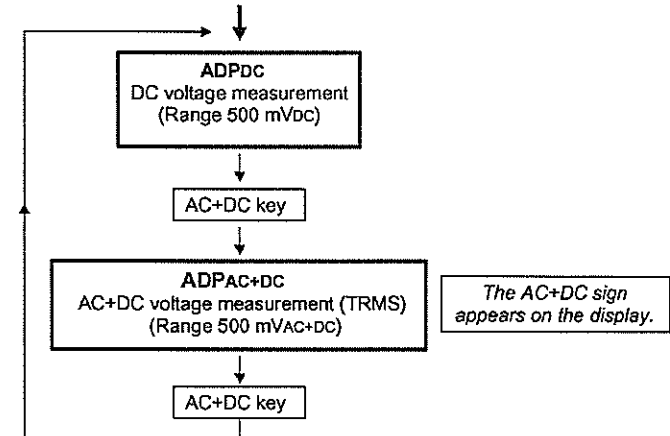 ADPDC
DC voltage measurement
(Range 500 mVDC)
AC+DC key
ADPAC+DC
AC+DC voltage measurement (TRMS)
(Range 500 mVAC+DC)
The AC+DC sign
appears on the display.
AC+DC key